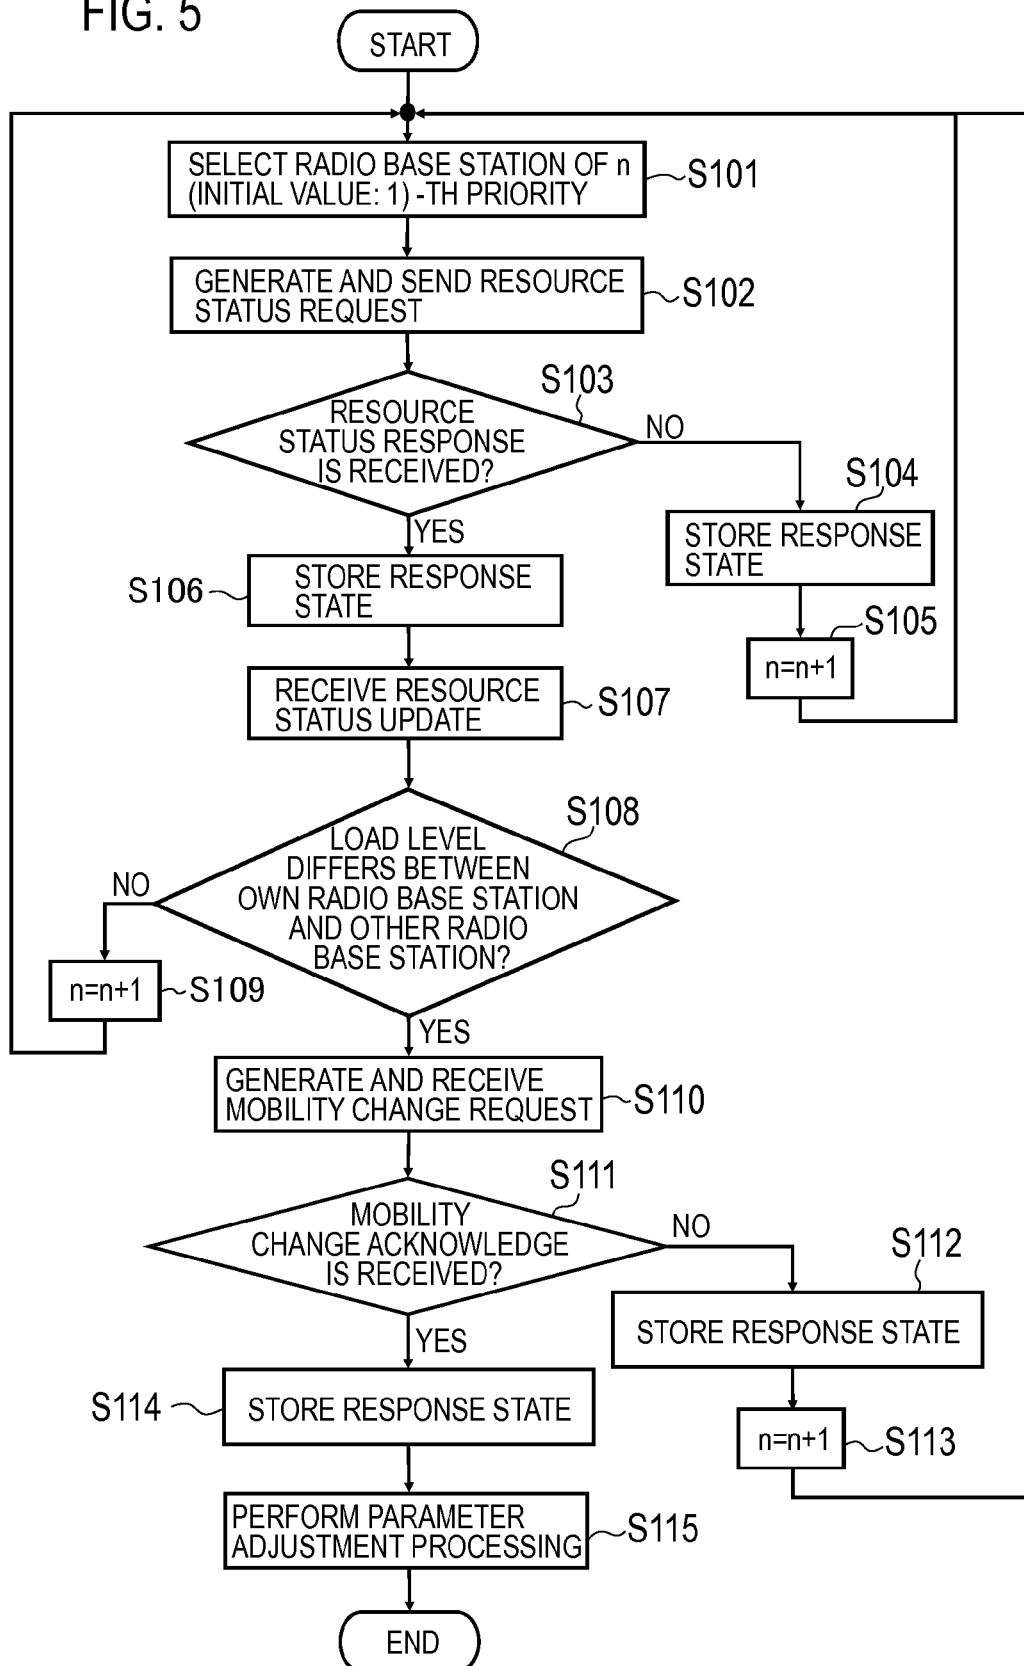 FIG. 5
START
SELECT RADIO BASE STATION OF n
(INITIAL VALUE: 1) -TH PRIORITY
S101
GENERATE AND SEND RESOURCE
STATUS REQUEST
S102
S103
RESOURCE
STATUS RESPONSE
IS RECEIVED?
NO
YES
S104
STORE RESPONSE
STATE
S105
n=n+1
S106
STORE RESPONSE
STATE
RECEIVE RESOURCE
STATUS UPDATE
S107
S108
LOAD LEVEL
DIFFERS BETWEEN
OWN RADIO BASE STATION
AND OTHER RADIO
BASE STATION?
NO
n=n+1
S109
YES
GENERATE AND RECEIVE
MOBILITY CHANGE REQUEST
S110
S111
MOBILITY
CHANGE ACKNOWLEDGE
IS RECEIVED?
NO
S112
STORE RESPONSE STATE
n=n+1
S113
YES
S114
STORE RESPONSE STATE
PERFORM PARAMETER
ADJUSTMENT PROCESSING
S115
END